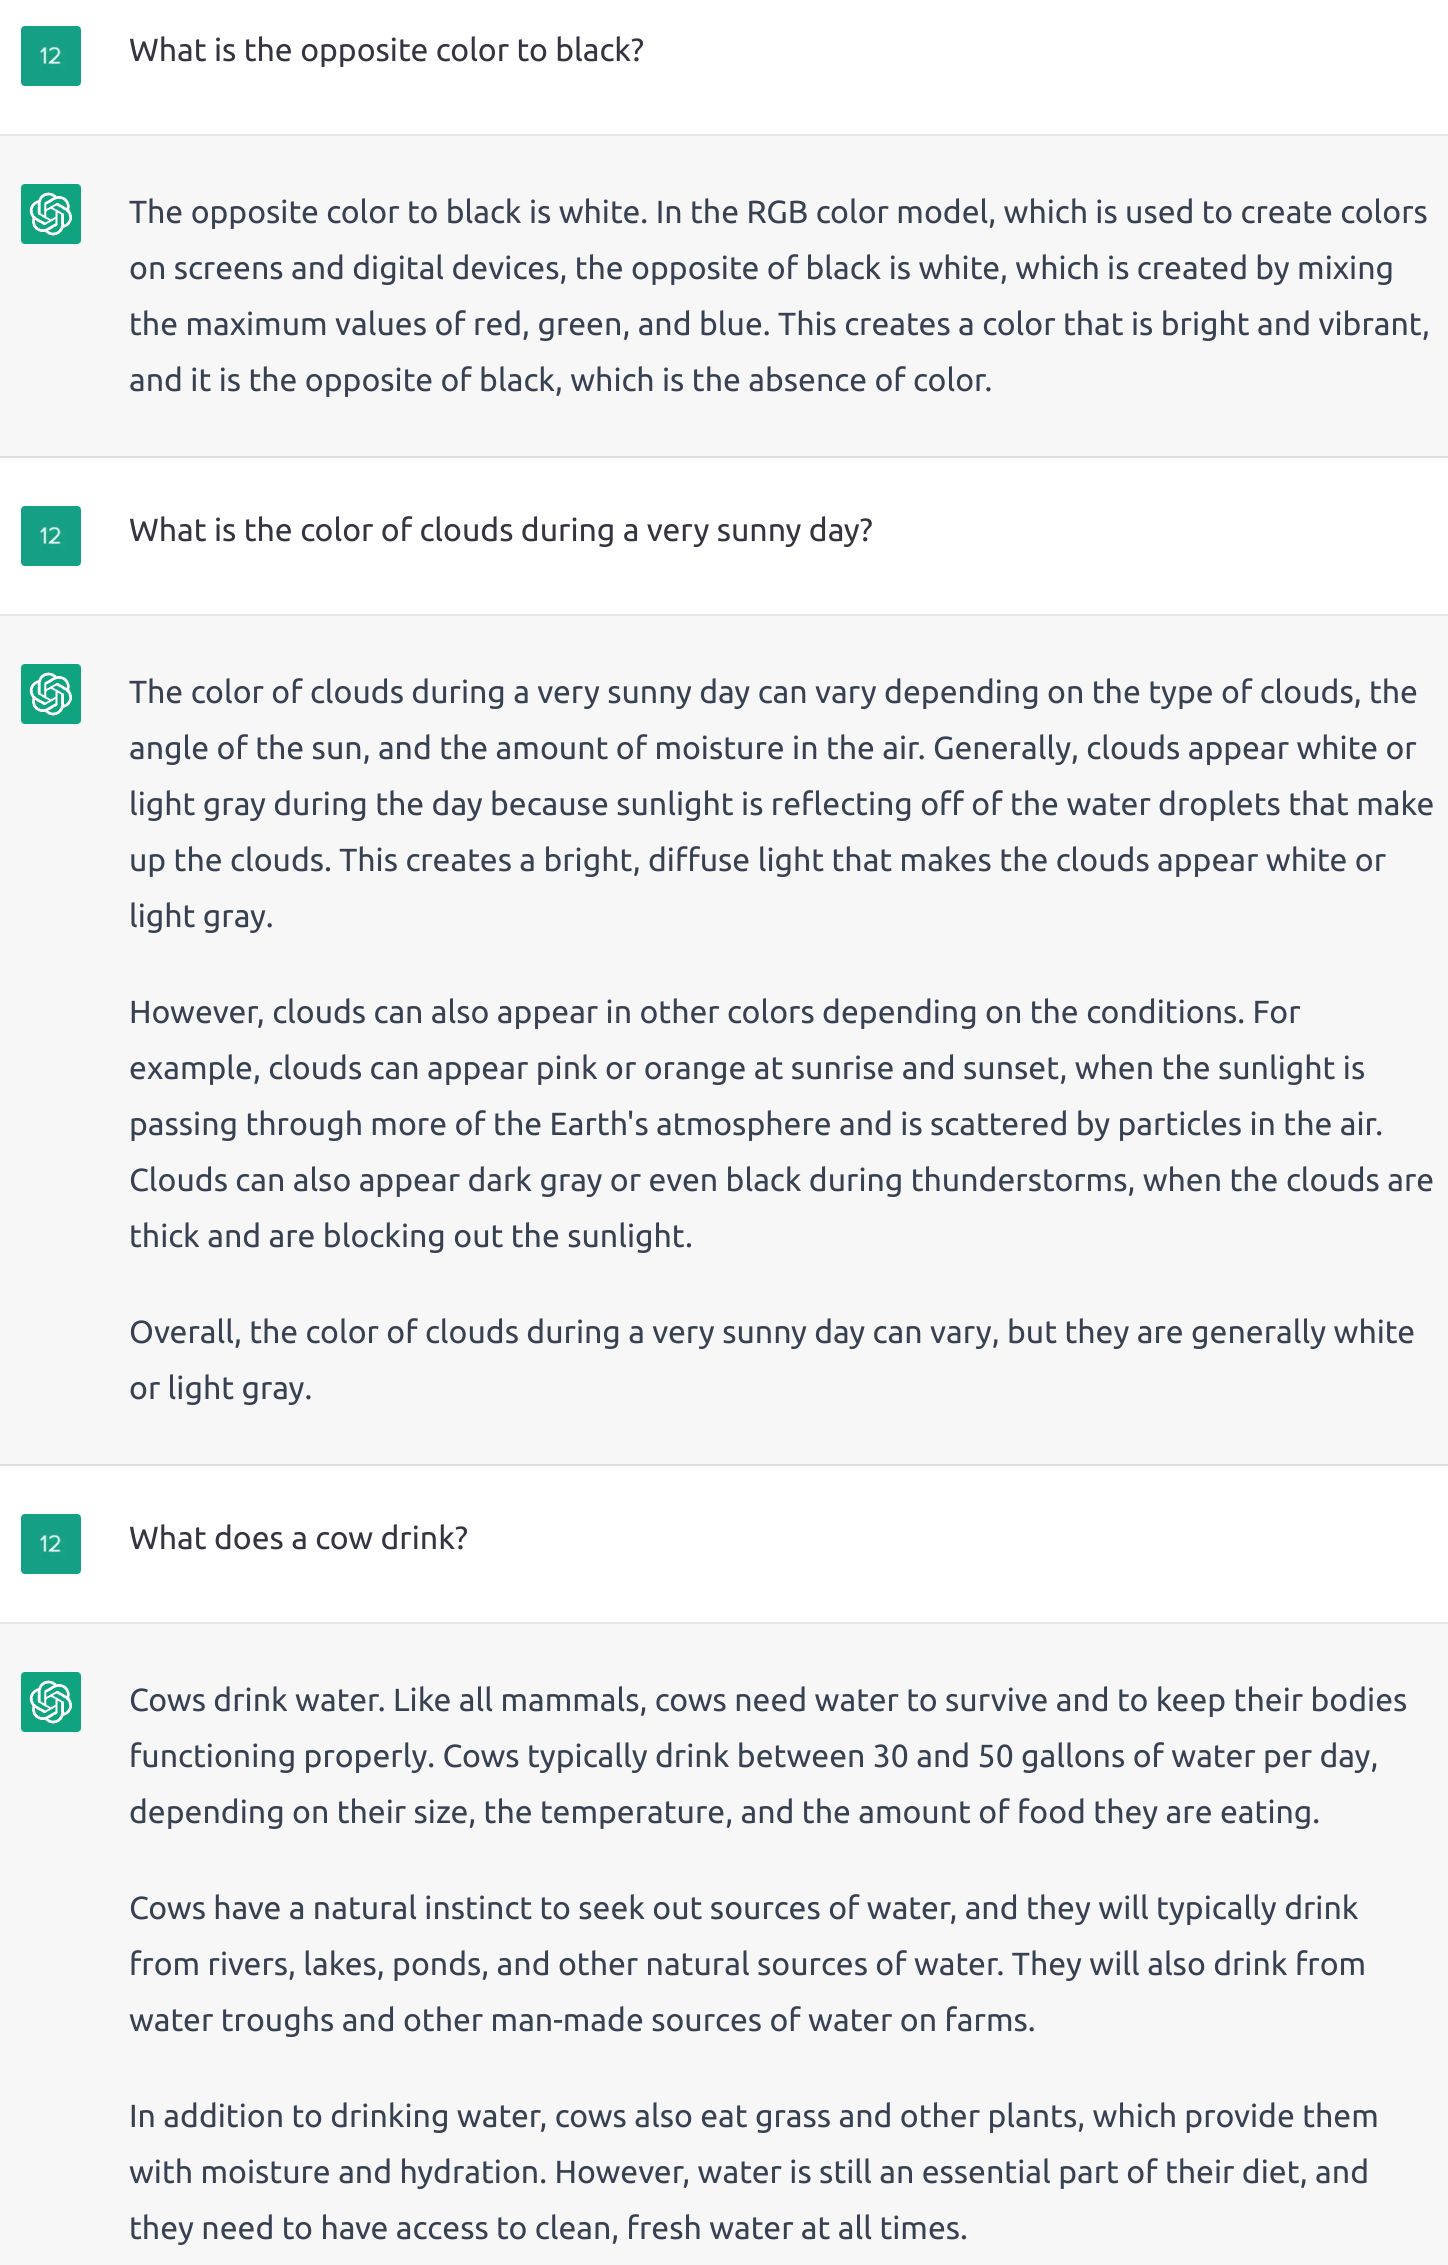 12
What is the opposite color to black?
The opposite color to black is white. In the RGB color model, which is used to create colors
on screens and digital devices, the opposite of black is white, which is created by mixing
the maximum values of red, green, and blue. This creates a color that is bright and vibrant,
and it is the opposite of black, which is the absence of color.
12
What is the color of clouds during a very sunny day?
The color of clouds during a very sunny day can vary depending on the type of clouds, the
angle of the sun, and the amount of moisture in the air. Generally, clouds appear white or
light gray during the day because sunlight is reflecting off of the water droplets that make
up the clouds. This creates a bright, diffuse light that makes the clouds appear white or
light gray.
However, clouds can also appear in other colors depending on the conditions. For
example, clouds can appear pink or orange at sunrise and sunset, when the sunlight is
passing through more of the Earth's atmosphere and is scattered by particles in the air.
Clouds can also appear dark gray or even black during thunderstorms, when the clouds are
thick and are blocking out the sunlight.
Overall, the color of clouds during a very sunny day can vary, but they are generally white
or light gray.
12
What does a cow drink?
Cows drink water. Like all mammals, cows need water to survive and to keep their bodies
functioning properly. Cows typically drink between 30 and 50 gallons of water per day,
depending on their size, the temperature, and the amount of food they are eating.
Cows have a natural instinct to seek out sources of water, and they will typically drink
from rivers, lakes, ponds, and other natural sources of water. They will also drink from
water troughs and other man-made sources of water on farms.
In addition to drinking water, cows also eat grass and other plants, which provide them
with moisture and hydration. However, water is still an essential part of their diet, and
they need to have access to clean, fresh water at all times.